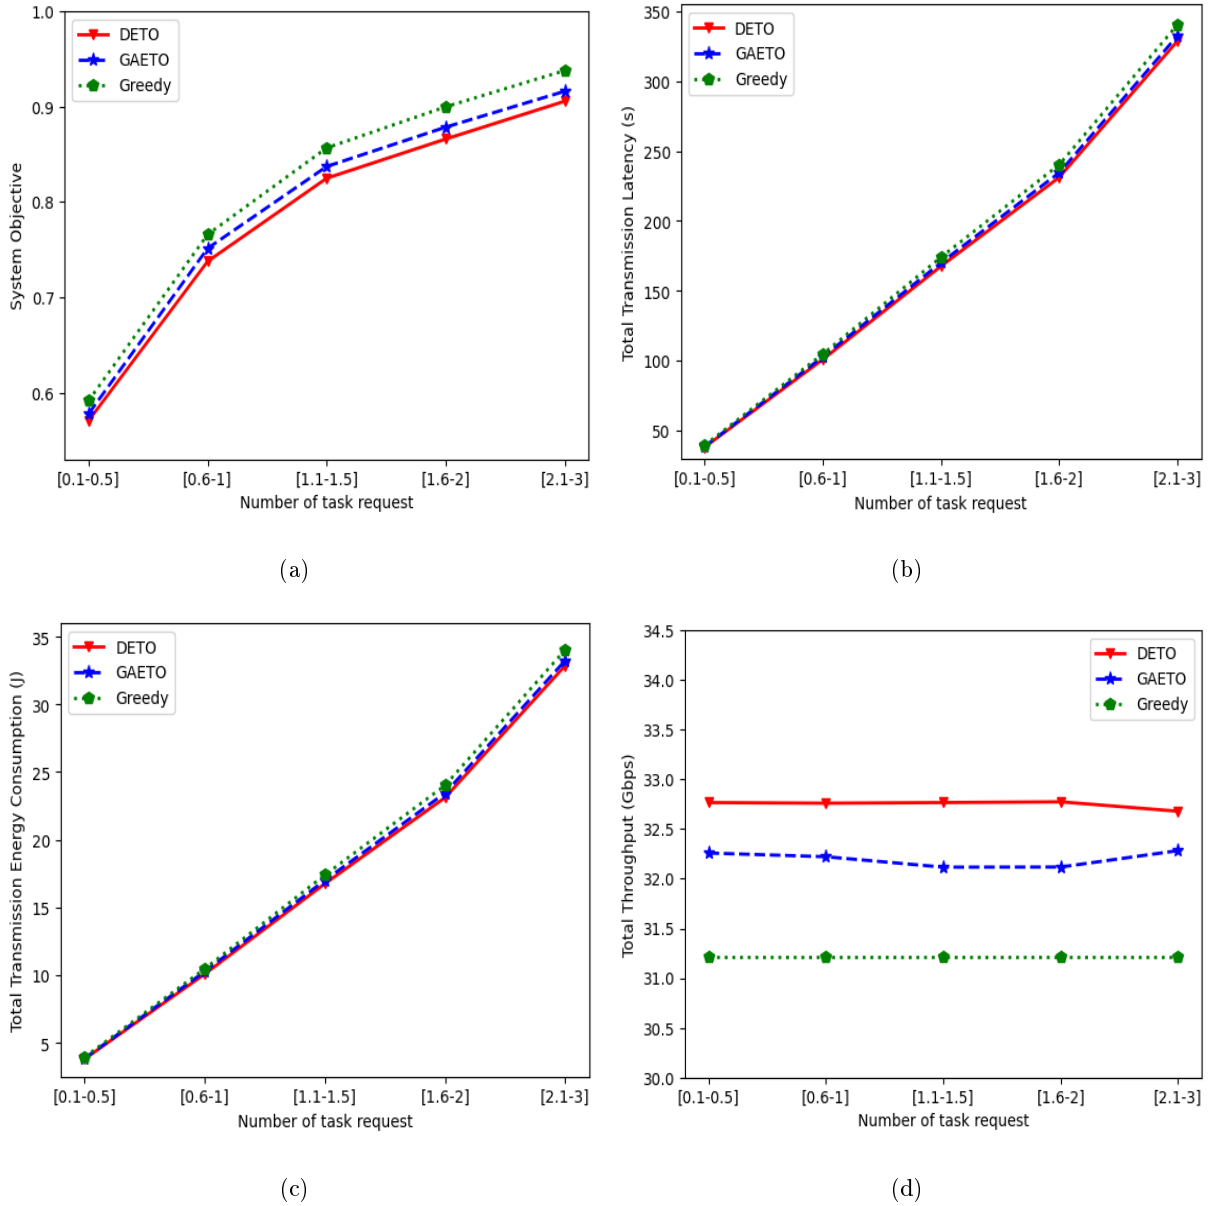 1.0
0.9
0.8
0.7
0.6
System Objective
DETO
GAETO
Greedy
[0.1-0.5] [0.6-1] [1.1-1.5] [1.6-2] [2.1-3]
Number of task request
(a)
350
300
250
200
150
100
50
Total Transmission Latency (s)
DETO
GAETO
Greedy
[0.1-0.5] [0.6-1] [1.1-1.5] [1.6-2] [2.1-3]
Number of task request
(b)
35
30
25
20
15
10
5
Total Transmission Energy Consumption (J)
DETO
GAETO
Greedy
[0.1-0.5] [0.6-1] [1.1-1.5] [1.6-2] [2.1-3]
Number of task request
(c)
34.5
34.0
33.5
33.0
32.5
32.0
31.5
31.0
30.5
30.0
Total Throughput (Gbps)
DETO
GAETO
Greedy
[0.1-0.5] [0.6-1] [1.1-1.5] [1.6-2] [2.1-3]
Number of task request
(d)